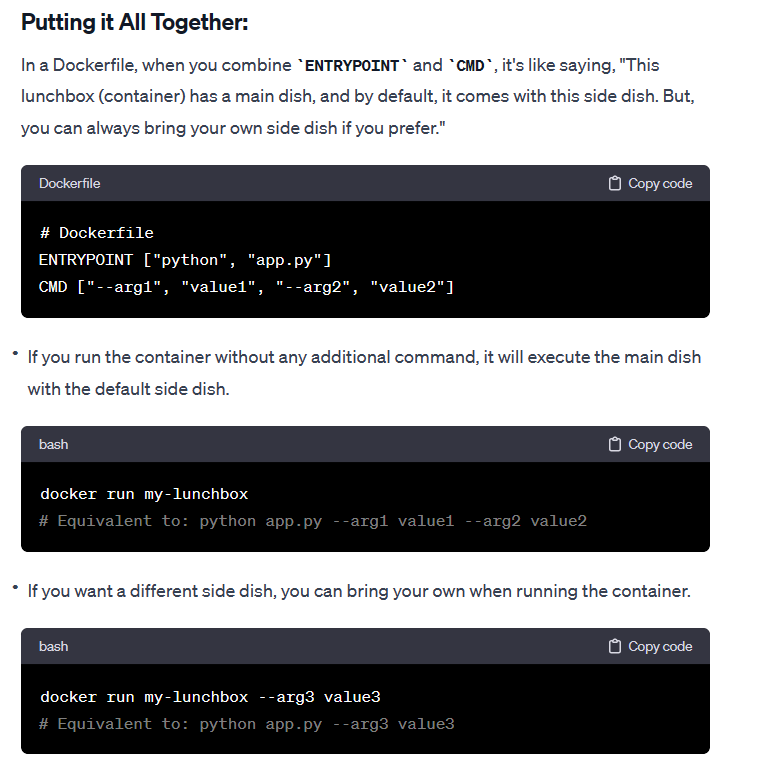 Putting it All Together:
In a Dockerfile, when you combine `ENTRYPOINT` and `CMD`, it's like saying, "This
lunchbox (container) has a main dish, and by default, it comes with this side dish. But,
you can always bring your own side dish if you prefer."
Dockerfile Copy code
# Dockerfile
ENTRYPOINT ["python", "app.py"]
CMD ["--arg1", "value1", "--arg2", "value2"]
• If you run the container without any additional command, it will execute the main dish
with the default side dish.
bash Copy code
docker run my-lunchbox
# Equivalent to: python app.py --arg1 value1 --arg2 value2
• If you want a different side dish, you can bring your own when running the container.
bash Copy code
docker run my-lunchbox --arg3 value3
# Equivalent to: python app.py --arg3 value3